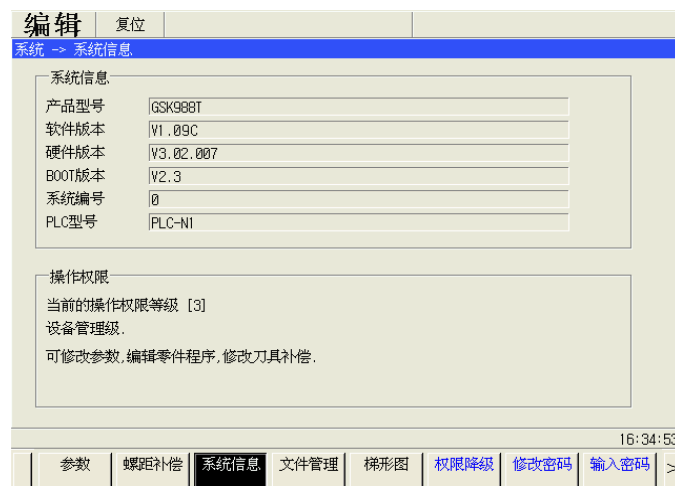 编辑 复位
系统 -> 系统信息
系统信息
产品型号 GSK988T
软件版本 V1.09C
硬件版本 V3.02.007
BOOT版本 V2.3
系统编号 0
PLC型号 PLC-N1
操作权限
当前的操作权限等级 [3]
设备管理级.
可修改参数,编辑零件程序,修改刀具补偿.
16:34:53
参数 螺距补偿 系统信息 文件管理 梯形图 权限降级 修改密码 输入密码 >